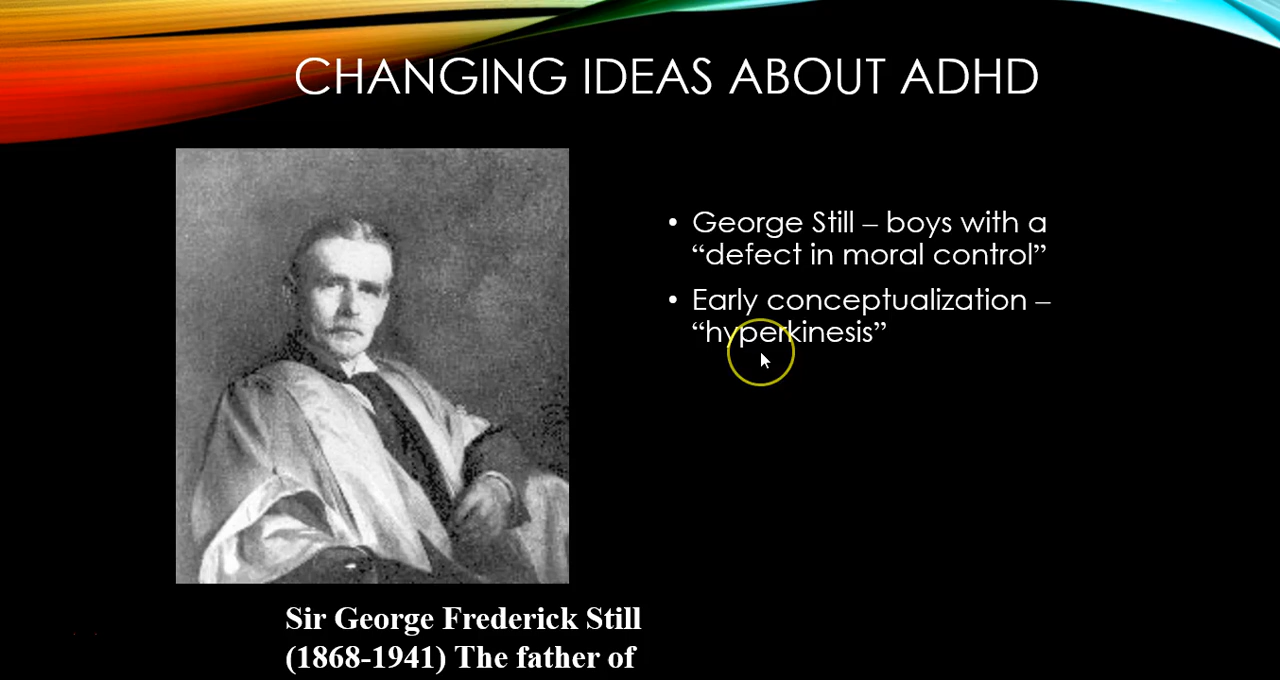 CHANGING IDEAS ABOUT ADHD
• George Still – boys with a
“defect in moral control”
• Early conceptualization –
“hyperkinesis”
Sir George Frederick Still
(1868-1941) The father of